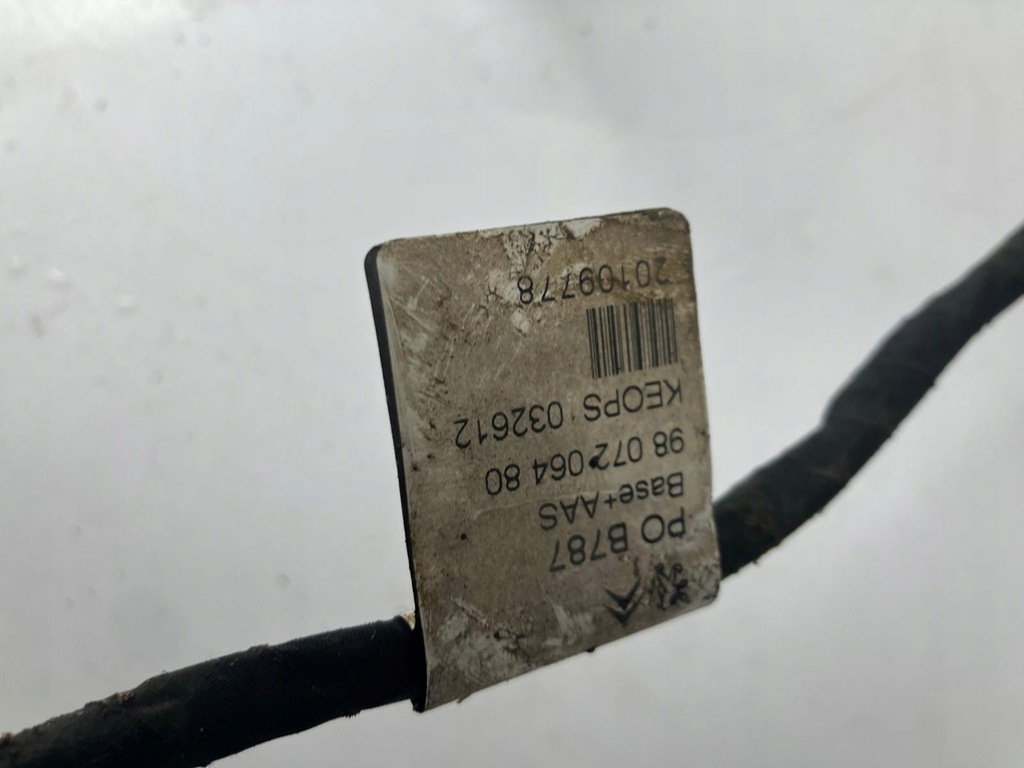 PO B787
Base+AAS
98 072 064 80
KEOPS : 032612
20109778